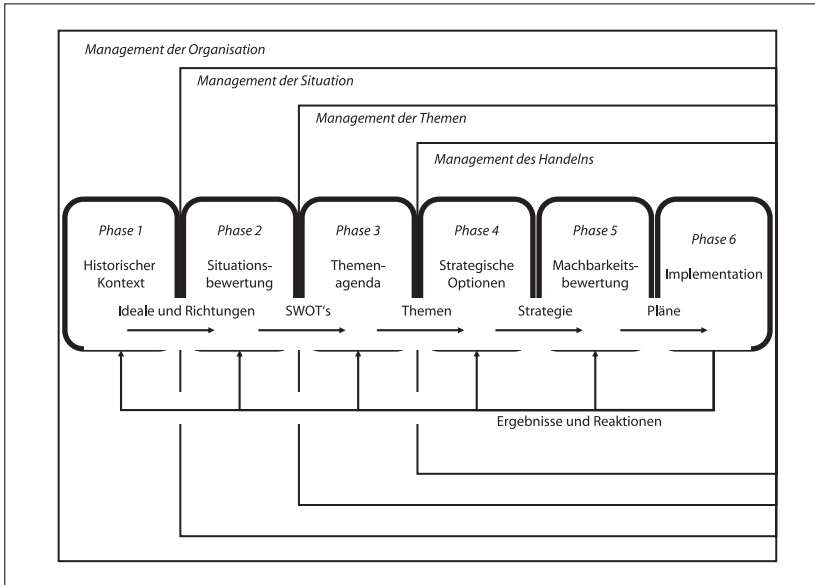 Management der Organisation
Management der Situation
Management der Themen
Management des Handelns
Phase 1
Historischer
Kontext
Phase 2
Situations-
bewertung
Phase 3
Themen-
agenda
Phase 4
Strategische
Optionen
Phase 5
Machbarkeits-
bewertung
Phase 6
Implementation
Ideale und Richtungen
SWOT's
Themen
Strategie
Pläne
Ergebnisse und Reaktionen